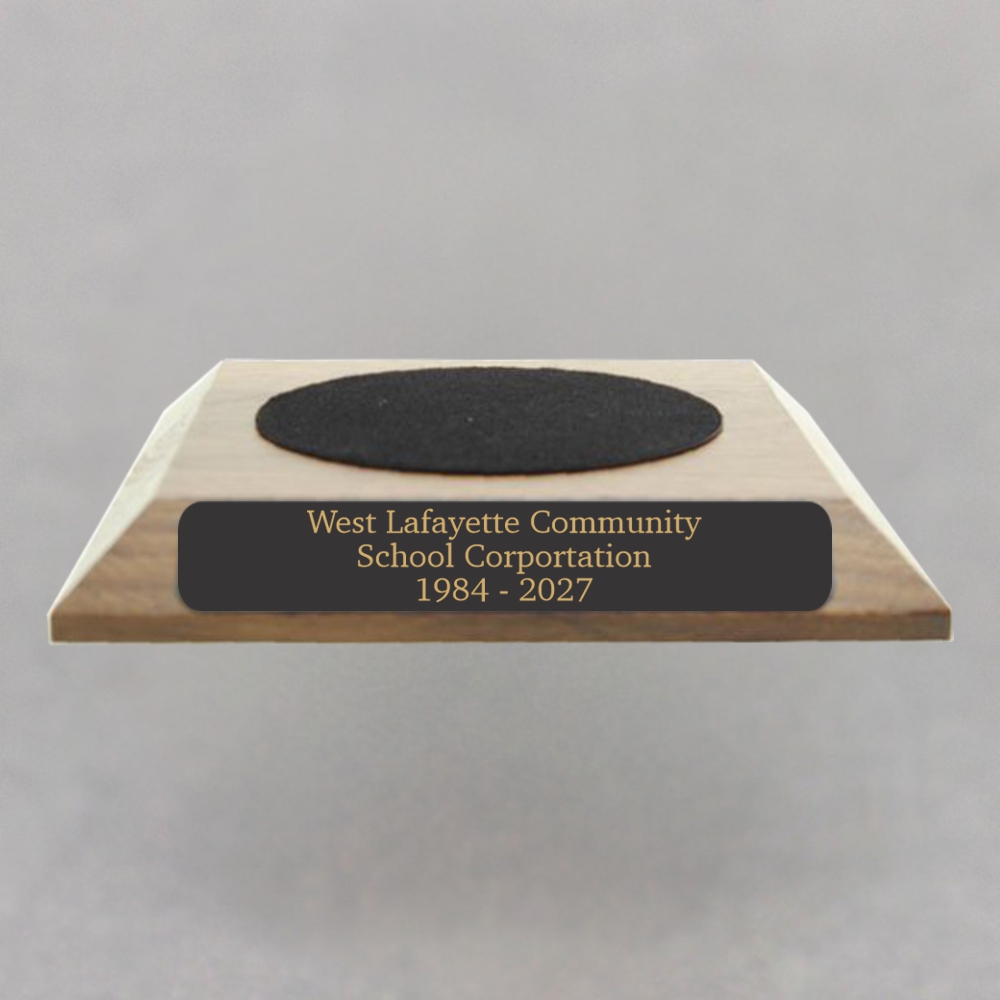 West Lafayette Community
School Corportation
1984 - 2027